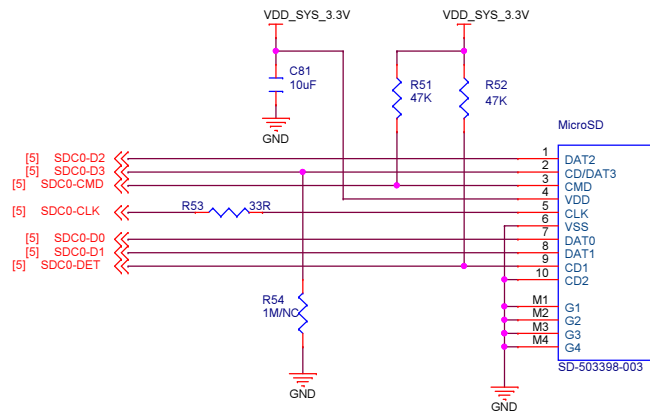 VDD_SYS_3.3V VDD_SYS_3.3V
C81
10uF
R51
47K
R52
47K
GND
MicroSD
[5] SDC0-D2 1 DAT2
[5] SDC0-D3 2 CD/DAT3
[5] SDC0-CMD 3 CMD
4 VDD
[5] SDC0-CLK R53 33R 5 CLK
6 VSS
[5] SDC0-D0 7 DAT0
[5] SDC0-D1 8 DAT1
[5] SDC0-DET 9 CD1
10 CD2
R54
1M/NC
M1 G1
M2 G2
M3 G3
M4 G4
SD-503398-003
GND
GND